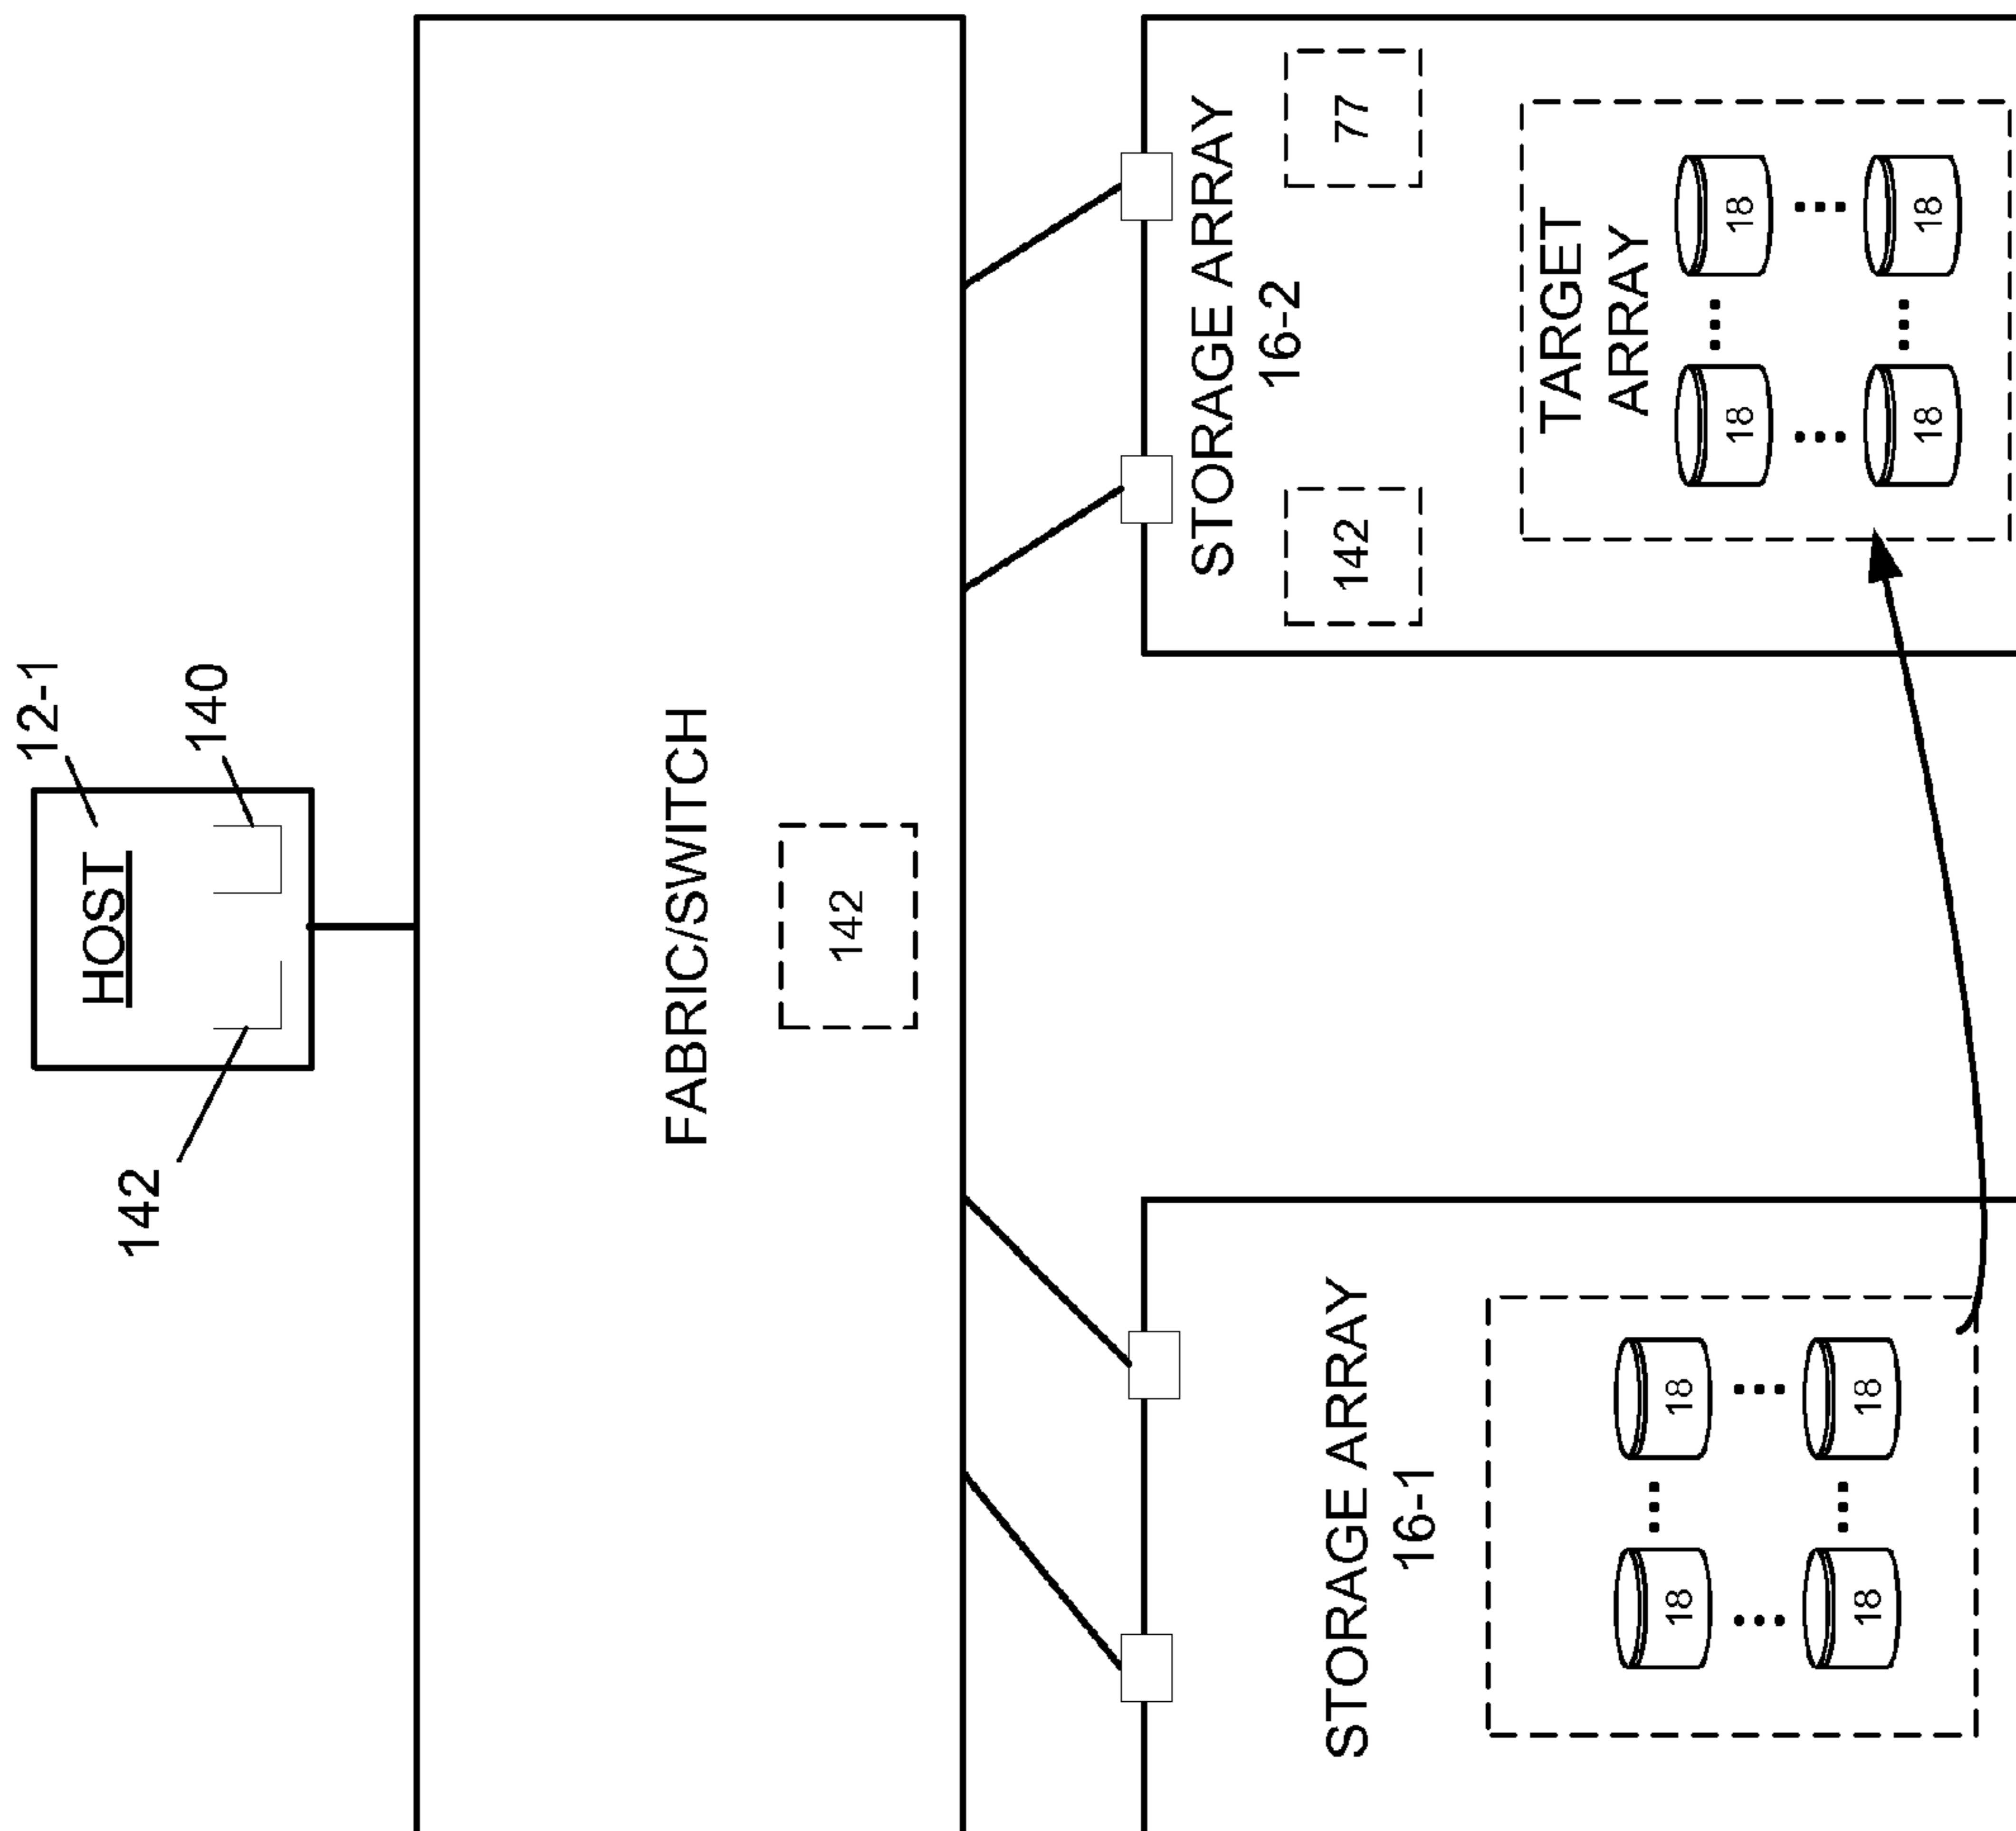 12-1
HOST
140
142
FABRIC/SWITCH
142
STORAGE ARRAY
16-1
18
18
18
18
STORAGE ARRAY
16-2
142
77
TARGET
ARRAY
18
18
18
18